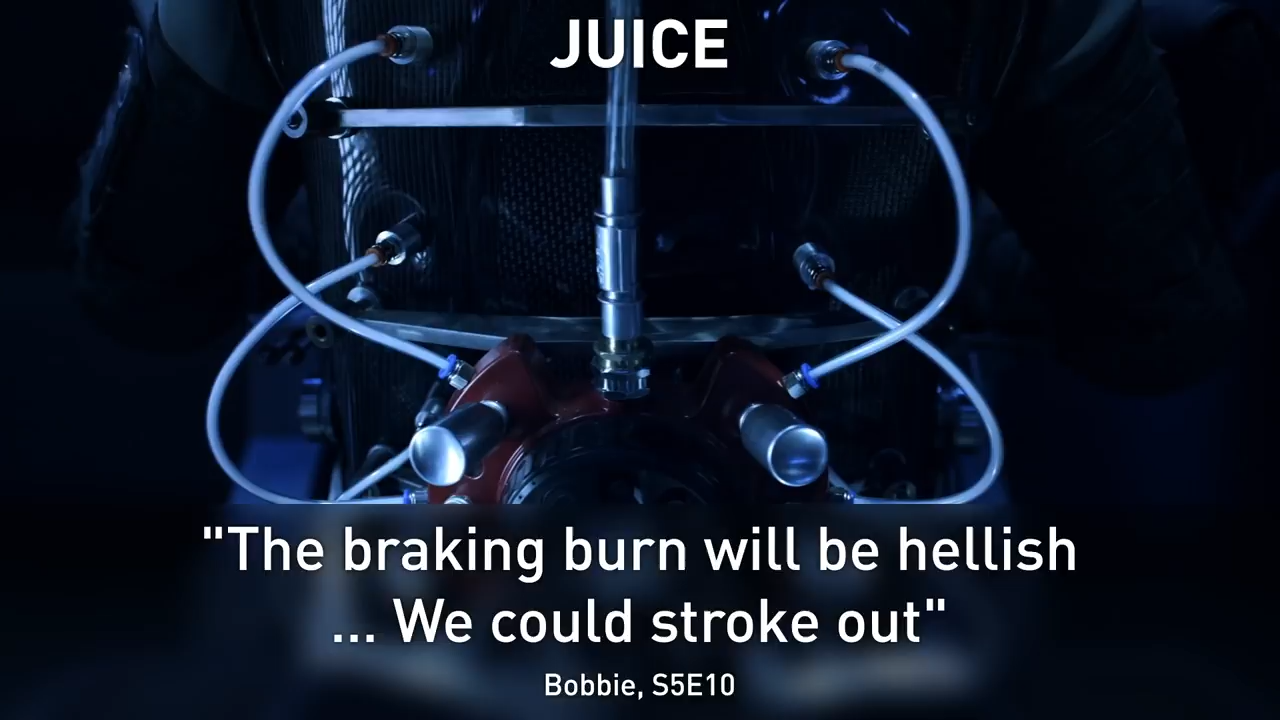 JUICE
"The braking burn will be hellish
... We could stroke out"
Bobbie, S5E10